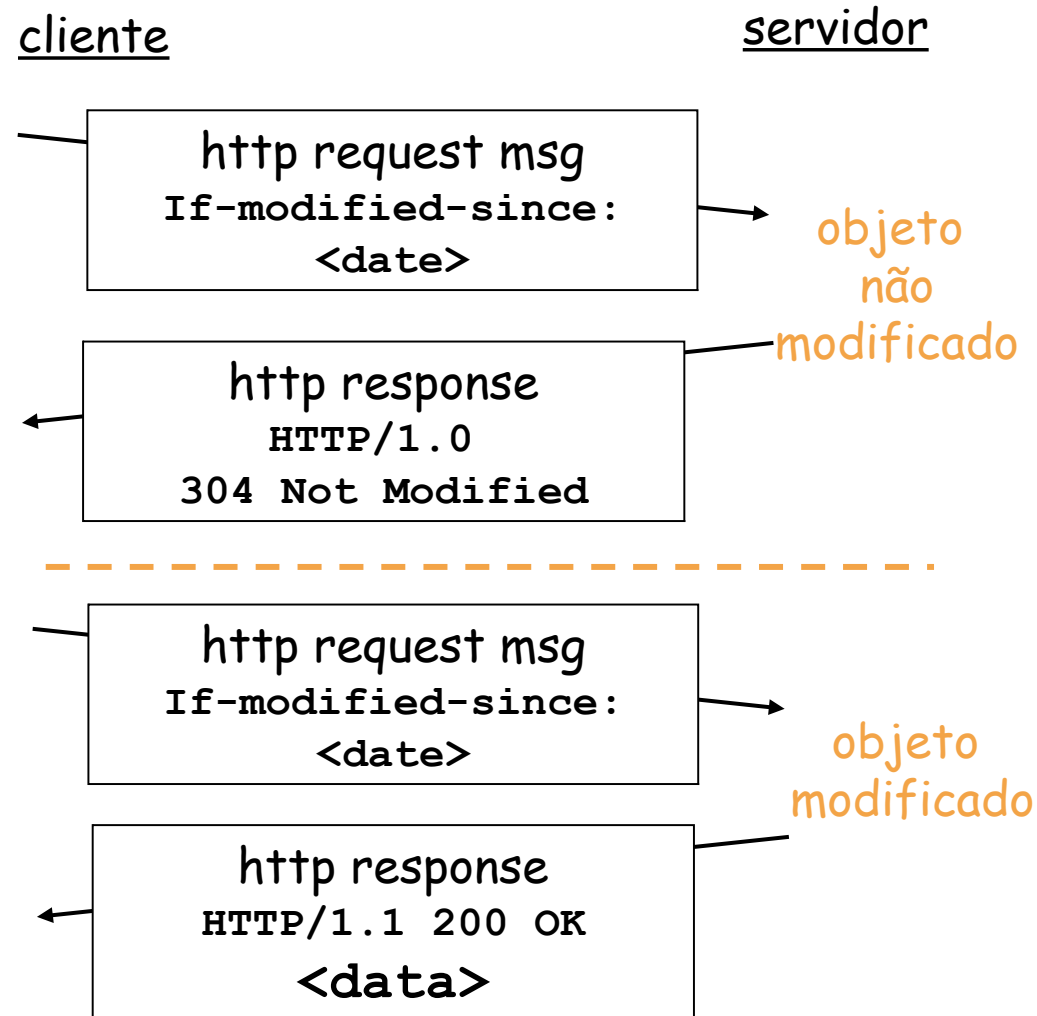 cliente
servidor
http request msg
If-modified-since:
<date>
objeto
não
modificado
http response
HTTP/1.0
304 Not Modified
http request msg
If-modified-since:
<date>
objeto
modificado
http response
HTTP/1.1 200 OK
<data>